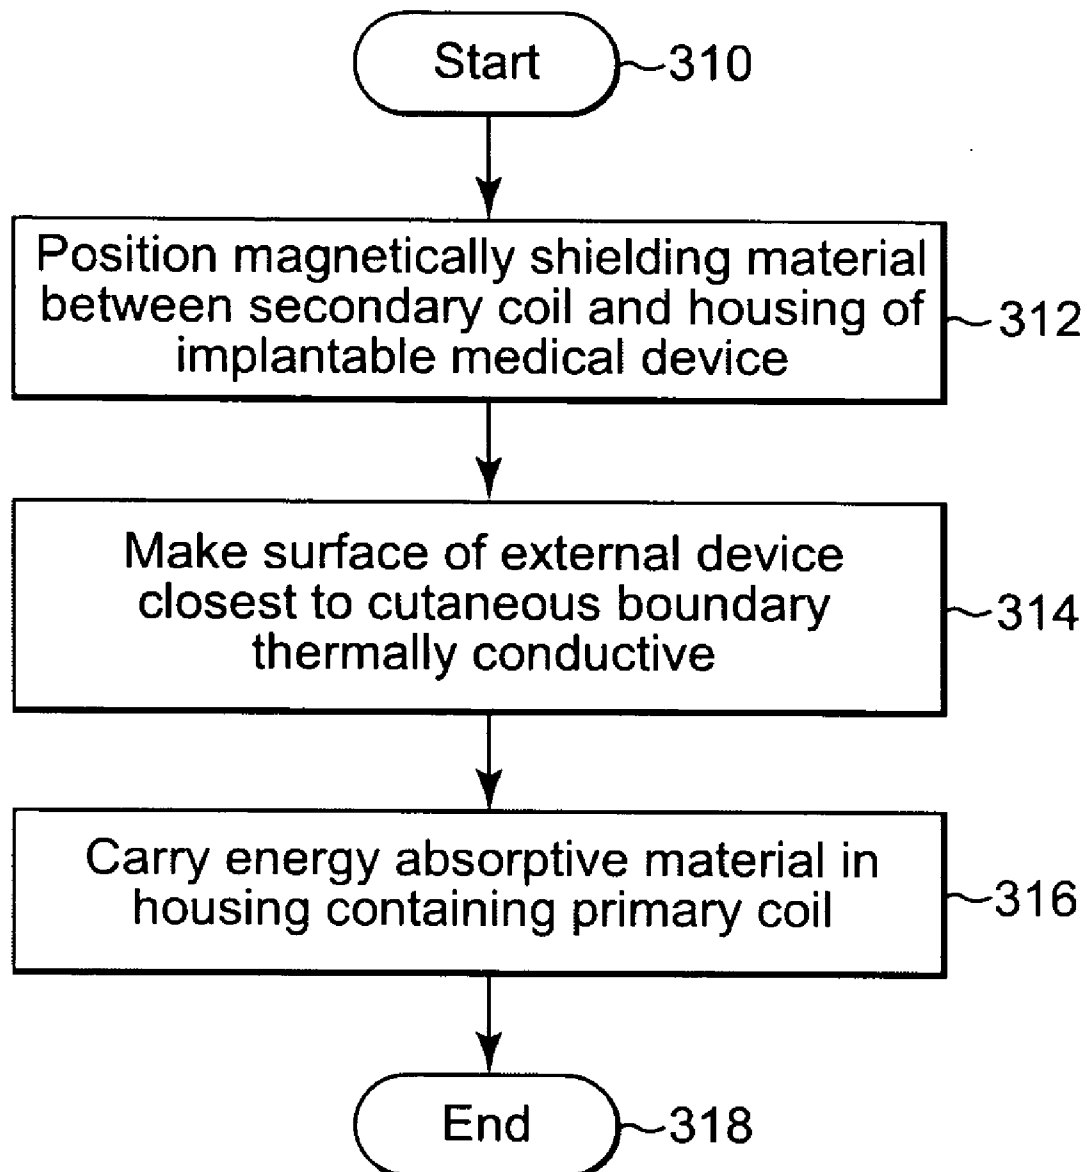 Start
310
Position magnetically shielding material
between secondary coil and housing of
implantable medical device
312
Make surface of external device
closest to cutaneous boundary
thermally conductive
314
Carry energy absorptive material in
housing containing primary coil
316
End
318